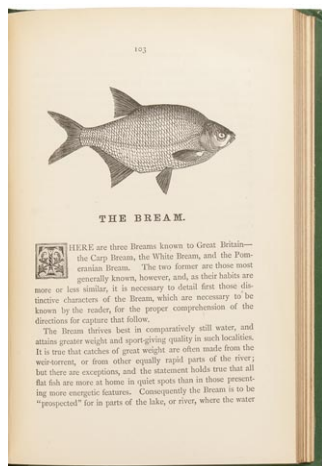 103
THE BREAM.
THERE are three Breams known to Great Britain—
the Carp Bream, the White Bream, and the Pom-
eranian Bream. The two former are those most
generally known, however, and, as their habits are
more or less similar, it is necessary to detail first those dis-
tinctive characters of the Bream, which are necessary to be
known by the reader, for the proper comprehension of the
directions for capture that follow.
The Bream thrives best in comparatively still water, and
attains greater weight and sport-giving quality in such localities.
It is true that catches of great weight are often made from the
weir-torrent, or from other equally rapid parts of the river;
but there are exceptions, and the statement holds true that all
flat fish are more at home in quiet spots than in those present-
ing more energetic features. Consequently the Bream is to be
"prospected" for in parts of the lake, or river, where the water